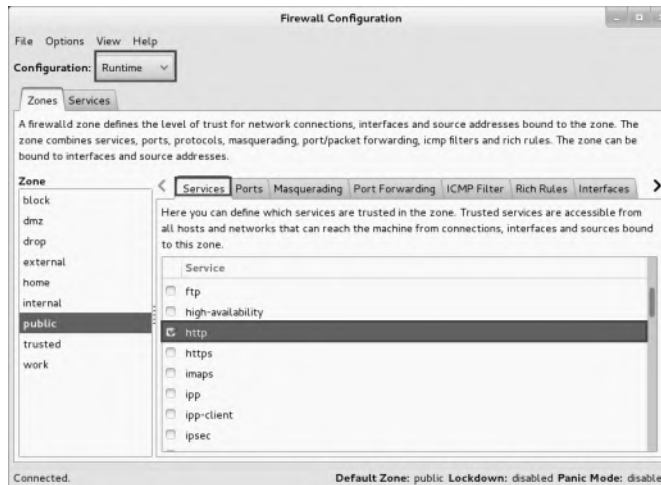 Firewall Configuration
File Options View Help
Configuration: Runtime
Zones Services
A firewalld zone defines the level of trust for network connections, interfaces and source addresses bound to the zone. The
zone combines services, ports, protocols, masquerading, port/packet forwarding, icmp filters and rich rules. The zone can be
bound to interfaces and source addresses.
Zone
block
dmz
drop
external
home
internal
public
trusted
work
Services Ports Masquerading Port Forwarding ICMP Filter Rich Rules Interfaces
Here you can define which services are trusted in the zone. Trusted services are accessible from
all hosts and networks that can reach the machine from connections, interfaces and sources bound
to this zone.
Service
ftp
high-availability
http
https
imaps
ipp
ipp-client
ipsec
Connected.
Default Zone: public Lockdown: disabled Panic Mode: disable